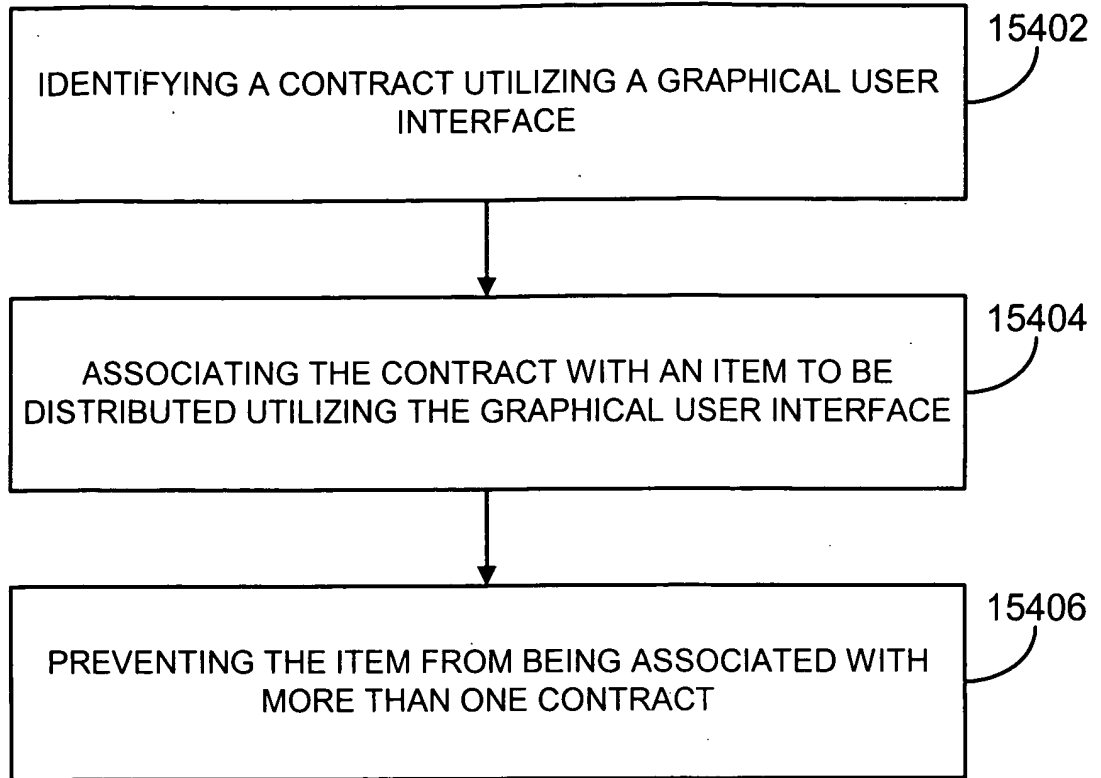 15402
IDENTIFYING A CONTRACT UTILIZING A GRAPHICAL USER
INTERFACE
15404
ASSOCIATING THE CONTRACT WITH AN ITEM TO BE
DISTRIBUTED UTILIZING THE GRAPHICAL USER INTERFACE
15406
PREVENTING THE ITEM FROM BEING ASSOCIATED WITH
MORE THAN ONE CONTRACT